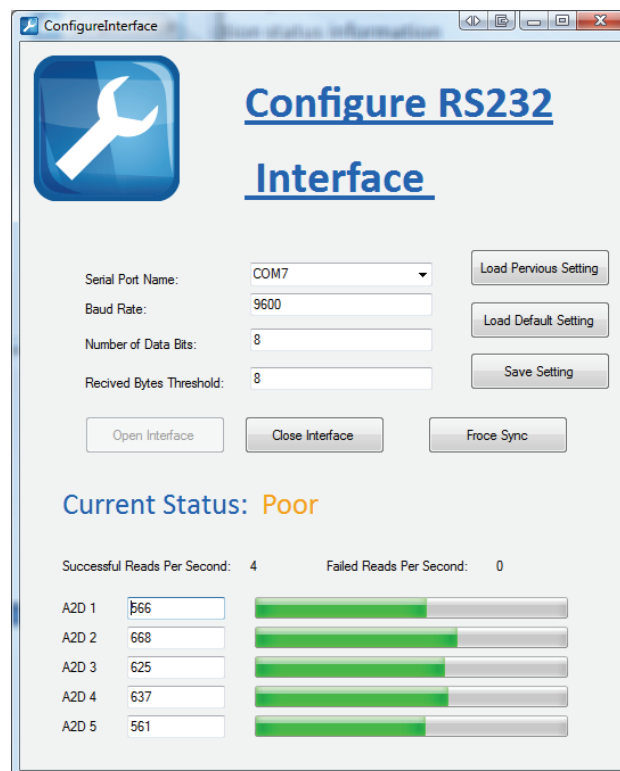 ConfigureInterface
Configure RS232
Interface
Serial Port Name: COM7
Load Pervious Setting
Baud Rate: 9600
Load Default Setting
Number of Data Bits: 8
Save Setting
Recived Bytes Threshold: 8
Open Interface Close Interface Froce Sync
Current Status: Poor
Successful Reads Per Second: 4 Failed Reads Per Second: 0
A2D 1 566
A2D 2 668
A2D 3 625
A2D 4 637
A2D 5 561